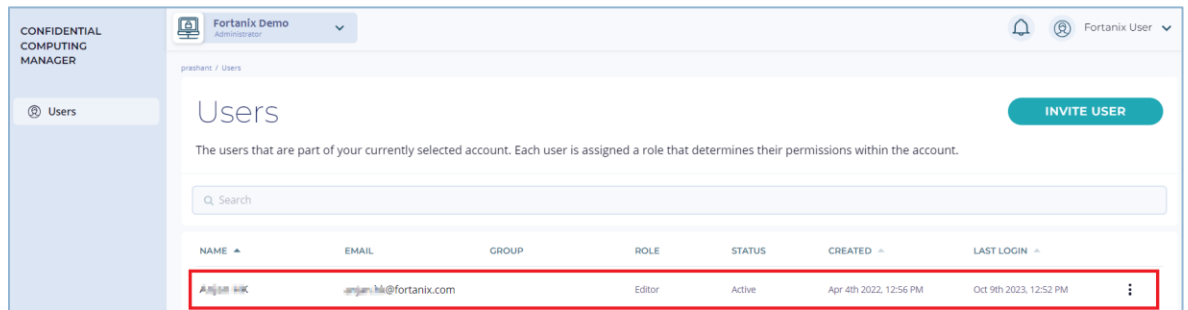 CONFIDENTIAL
COMPUTING
MANAGER
Users
Fortanix Demo
Administrator
Fortanix User
preshant / Users
Users
INVITE USER
The users that are part of your currently selected account. Each user is assigned a role that determines their permissions within the account.
Search
NAME EMAIL GROUP ROLE STATUS CREATED LAST LOGIN
@fortanix.com Editor Active Apr 4th 2022, 12:56 PM Oct 9th 2023, 12:52 PM